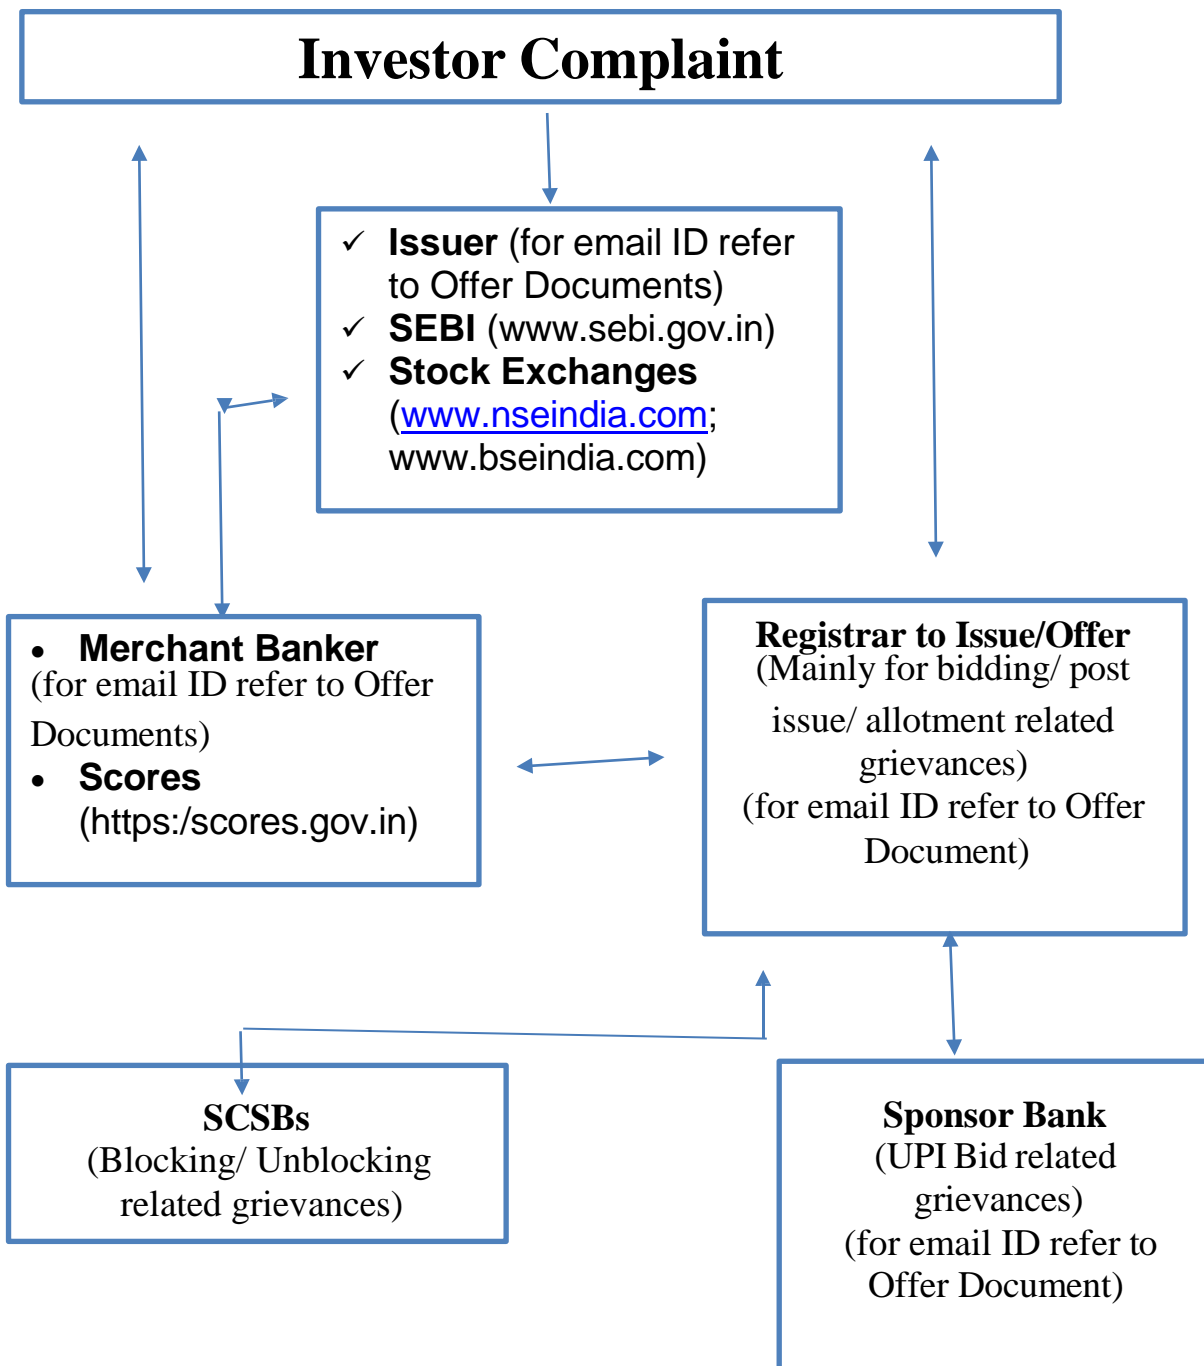 Investor Complaint
✓ Issuer (for email ID refer
to Offer Documents)
✓ SEBI (www.sebi.gov.in)
✓ Stock Exchanges
(www.nseindia.com;
www.bseindia.com)
• Merchant Banker
(for email ID refer to Offer
Documents)
• Scores
(https:/scores.gov.in)
Registrar to Issue/Offer
(Mainly for bidding/ post
issue/ allotment related
grievances)
(for email ID refer to Offer
Document)
SCSBs
(Blocking/ Unblocking
related grievances)
Sponsor Bank
(UPI Bid related
grievances)
(for email ID refer to
Offer Document)